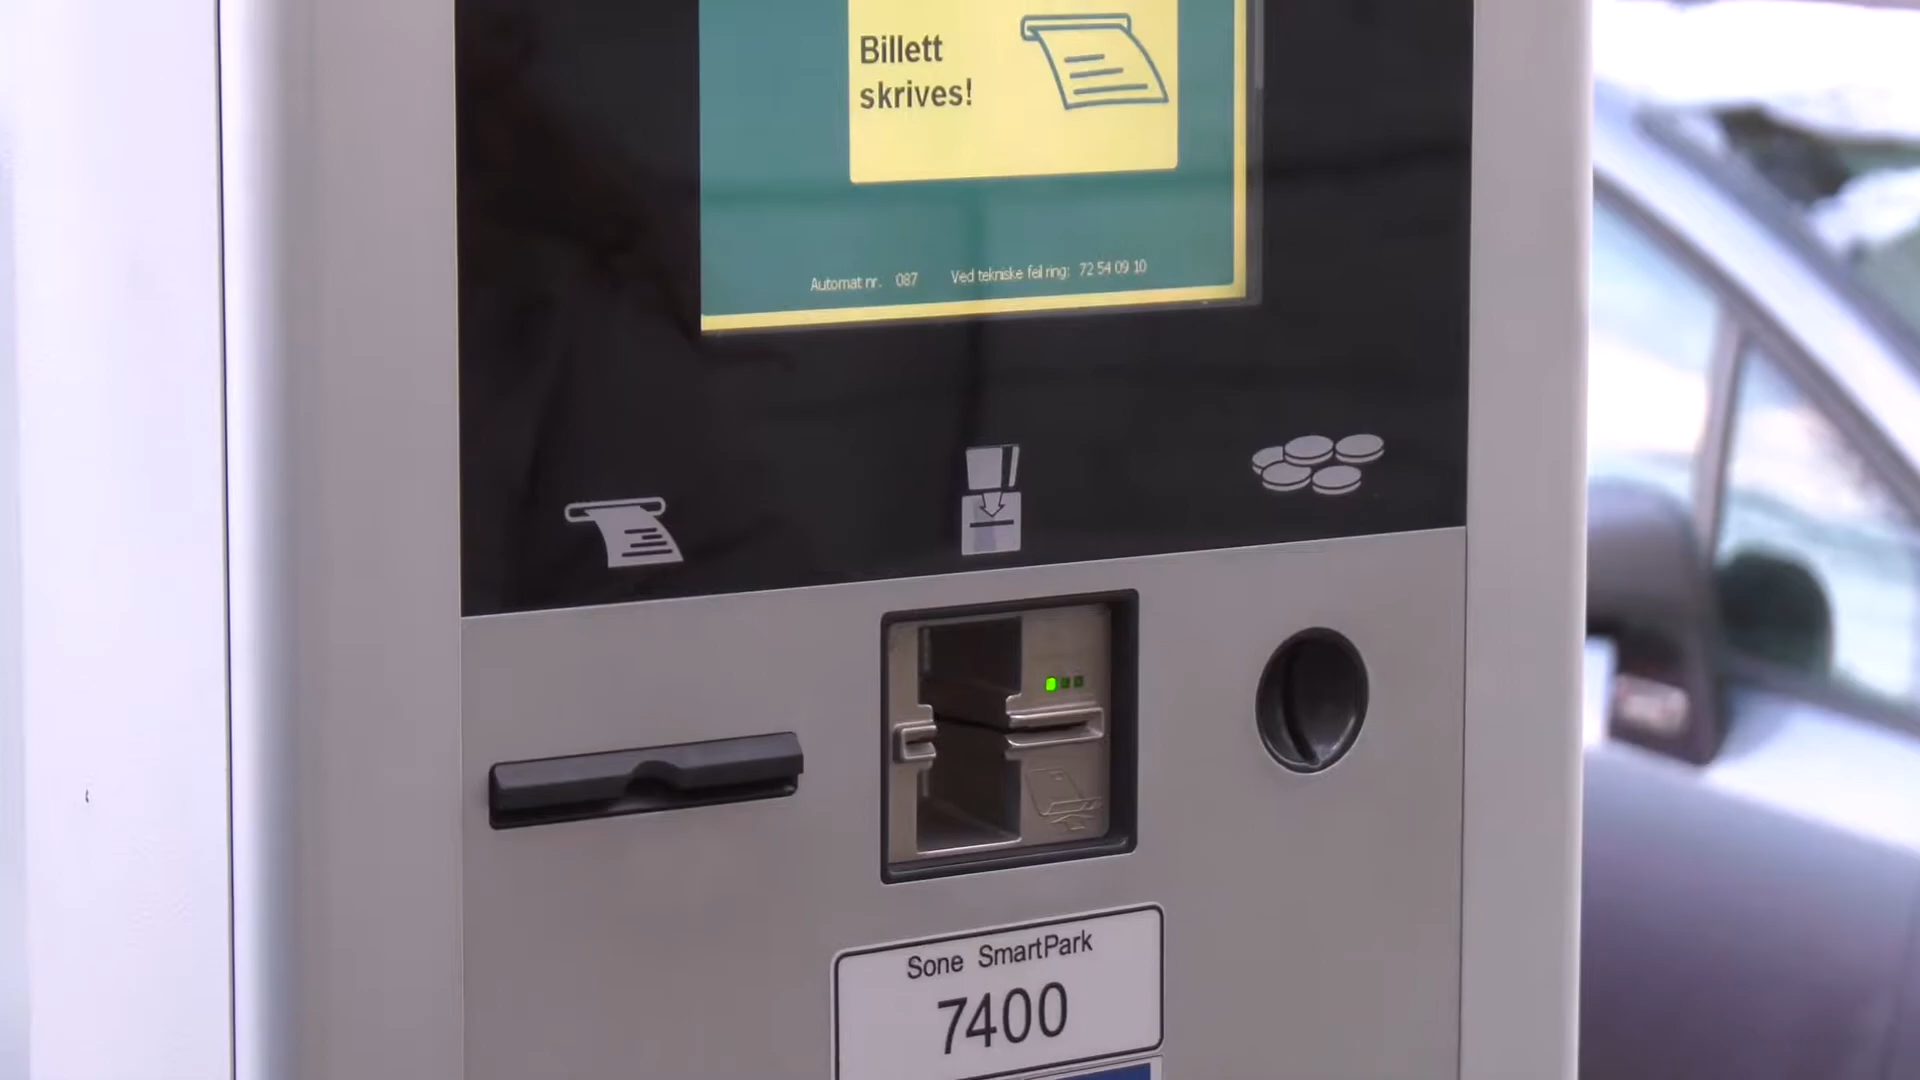 Billett
skrives!
Automat nr. 087 Ved tekniske feil ring: 72 54 09 10
Sone SmartPark
7400